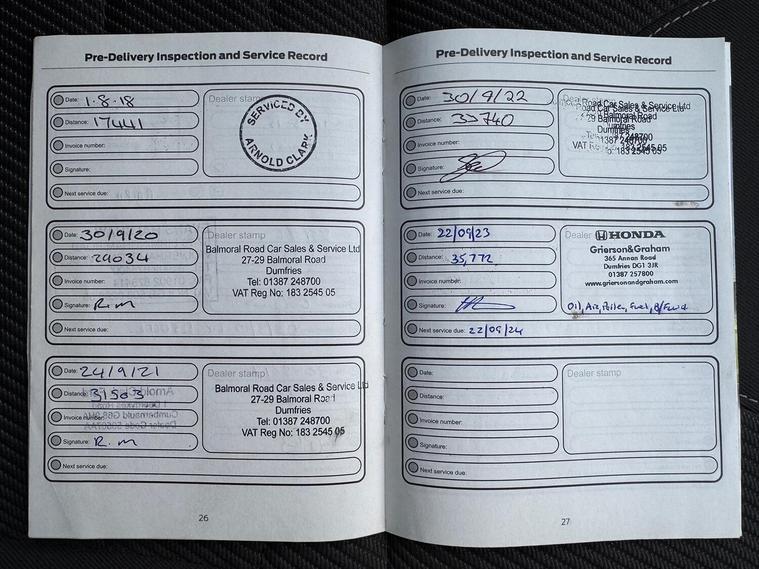 Pre-Delivery Inspection and Service Record
Date: 1.8.18
Distance: 17441
Invoice number:
Signature:
Next service due:
Dealer stamp
SERVICED BY
ARNOLD CLARK
Date: 30/9/20
Distance: 29034
Invoice number:
Signature: R.m
Next service due:
Dealer stamp
Balmoral Road Car Sales & Service Ltd
27-29 Balmoral Road
Dumfries
Tel: 01387 248700
VAT Reg No: 183 2545 05
Date: 24/9/21
Distance: 31503
Invoice number:
Signature: R.m
Next service due:
Dealer stamp
Balmoral Road Car Sales & Service Ltd
27-29 Balmoral Road
Dumfries
Tel: 01387 248700
VAT Reg No: 183 2545 05
26
Pre-Delivery Inspection and Service Record
Date: 30/9/22
Distance: 33740
Invoice number:
Signature:
Next service due:
Road Car Sales & Service Ltd
29 Balmoral Road
Dumfries
01387 248700
VAT 183 2545 05
Date: 22/09/23
Distance: 35,772
Invoice number:
Signature:
Next service due: 22/09/24
Dealer
HONDA
Grierson&Graham
365 Annan Road
Dumfries DG1 3JR
01387 257800
www.griersonandgraham.com
Oil, Air, Pollen, Fuel, B/Fluid
Date:
Distance:
Invoice number:
Signature:
Next service due:
Dealer stamp
27